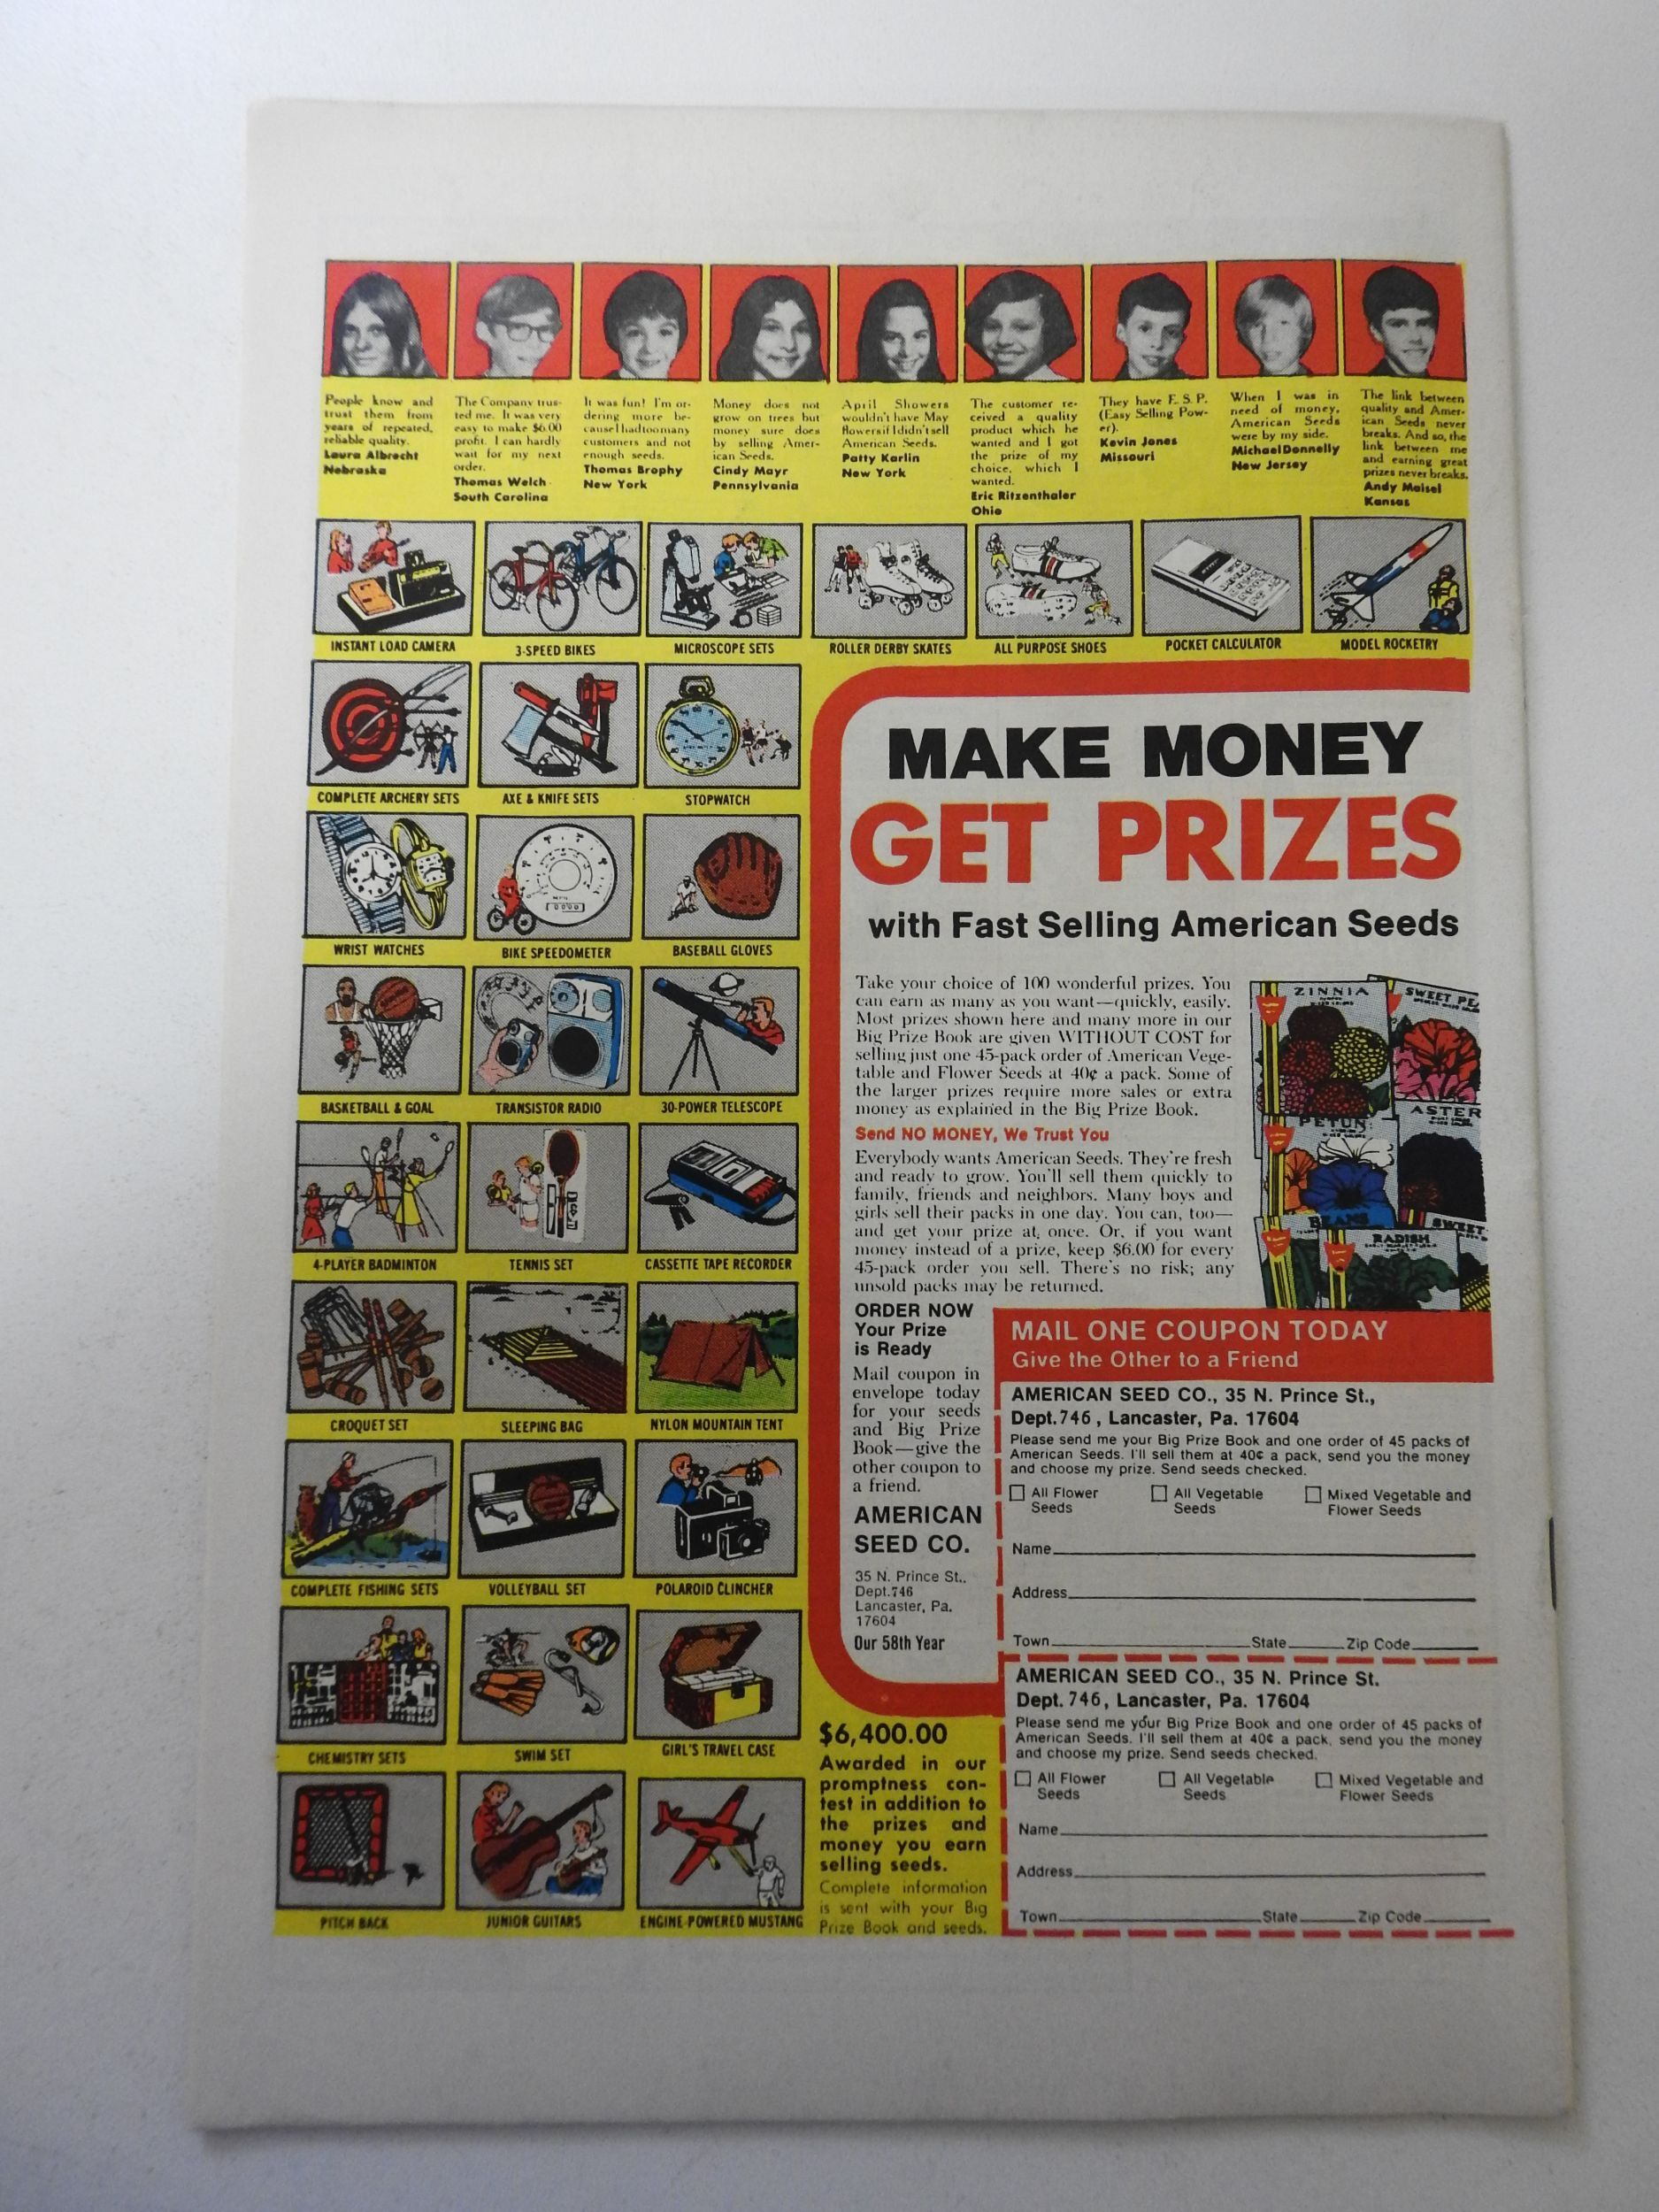 People know and
trust them from
years of repeated,
reliable quality.
Laura Albrecht
Nebraska
The Company trus-
ted me. It was very
easy to make $6.00
profit. I can hardly
wait for my next
order.
Thomas Welch
South Carolina
It was fun! I'm or-
dering more be-
cause I had too many
customers and not
enough seeds.
Thomas Brophy
New York
Money does not
grow on trees but
money sure does
by selling Amer-
ican Seeds.
Cindy Mayr
Pennsylvania
April Showers
wouldn't have May
flowers if I didn't sell
American Seeds.
Patty Karlin
New York
The customer re-
ceived a quality
product which he
wanted and I got
the prize of my
choice, which I
wanted.
Eric Ritzenthaler
Ohio
They have E. S. P.
(Easy Selling Pow-
er).
Kevin Jones
Missouri
When I was in
need of money,
American Seeds
were by my side.
Michael Donnelly
New Jersey
The link between
quality and Amer-
ican Seeds never
breaks. And so, the
link between me
and earning great
prizes never breaks.
Andy Maisel
Kansas
INSTANT LOAD CAMERA
3-SPEED BIKES
MICROSCOPE SETS
ROLLER DERBY SKATES
ALL PURPOSE SHOES
POCKET CALCULATOR
MODEL ROCKETRY
COMPLETE ARCHERY SETS
AXE & KNIFE SETS
STOPWATCH
WRIST WATCHES
BIKE SPEEDOMETER
BASEBALL GLOVES
BASKETBALL & GOAL
TRANSISTOR RADIO
30-POWER TELESCOPE
4-PLAYER BADMINTON
TENNIS SET
CASSETTE TAPE RECORDER
CROQUET SET
SLEEPING BAG
NYLON MOUNTAIN TENT
COMPLETE FISHING SETS
VOLLEYBALL SET
POLAROID CLINCHER
CHEMISTRY SETS
SWIM SET
GIRL'S TRAVEL CASE
PITCH BACK
JUNIOR GUITARS
ENGINE-POWERED MUSTANG
MAKE MONEY
GET PRIZES
with Fast Selling American Seeds
Take your choice of 100 wonderful prizes. You
can earn as many as you want—quickly, easily.
Most prizes shown here and many more in our
Big Prize Book are given WITHOUT COST for
selling just one 45-pack order of American Vege-
table and Flower Seeds at 40¢ a pack. Some of
the larger prizes require more sales or extra
money as explained in the Big Prize Book.
Send NO MONEY, We Trust You
Everybody wants American Seeds. They're fresh
and ready to grow. You'll sell them quickly to
family, friends and neighbors. Many boys and
girls sell their packs in one day. You can, too—
and get your prize at once. Or, if you want
money instead of a prize, keep $6.00 for every
45-pack order you sell. There's no risk; any
unsold packs may be returned.
ZINNIA
SWEET PE
PETUN
ASTER
BEANS
SWEET
RADISH
ORDER NOW
Your Prize
is Ready
Mail coupon in
envelope today
for your seeds
and Big Prize
Book—give the
other coupon to
a friend.
AMERICAN
SEED CO.
35 N. Prince St.,
Dept.746
Lancaster, Pa.
17604
Our 58th Year
MAIL ONE COUPON TODAY
Give the Other to a Friend
AMERICAN SEED CO., 35 N. Prince St.,
Dept.746, Lancaster, Pa. 17604
Please send me your Big Prize Book and one order of 45 packs of
American Seeds. I'll sell them at 40¢ a pack, send you the money
and choose my prize. Send seeds checked.
All Flower
Seeds
All Vegetable
Seeds
Mixed Vegetable and
Flower Seeds
Name
Address
Town State Zip Code
AMERICAN SEED CO., 35 N. Prince St.
Dept. 746, Lancaster, Pa. 17604
Please send me your Big Prize Book and one order of 45 packs of
American Seeds. I'll sell them at 40¢ a pack, send you the money
and choose my prize. Send seeds checked.
All Flower
Seeds
All Vegetable
Seeds
Mixed Vegetable and
Flower Seeds
Name
Address
Town State Zip Code
$6,400.00
Awarded in our
promptness con-
test in addition to
the prizes and
money you earn
selling seeds.
Complete information
is sent with your Big
Prize Book and seeds.